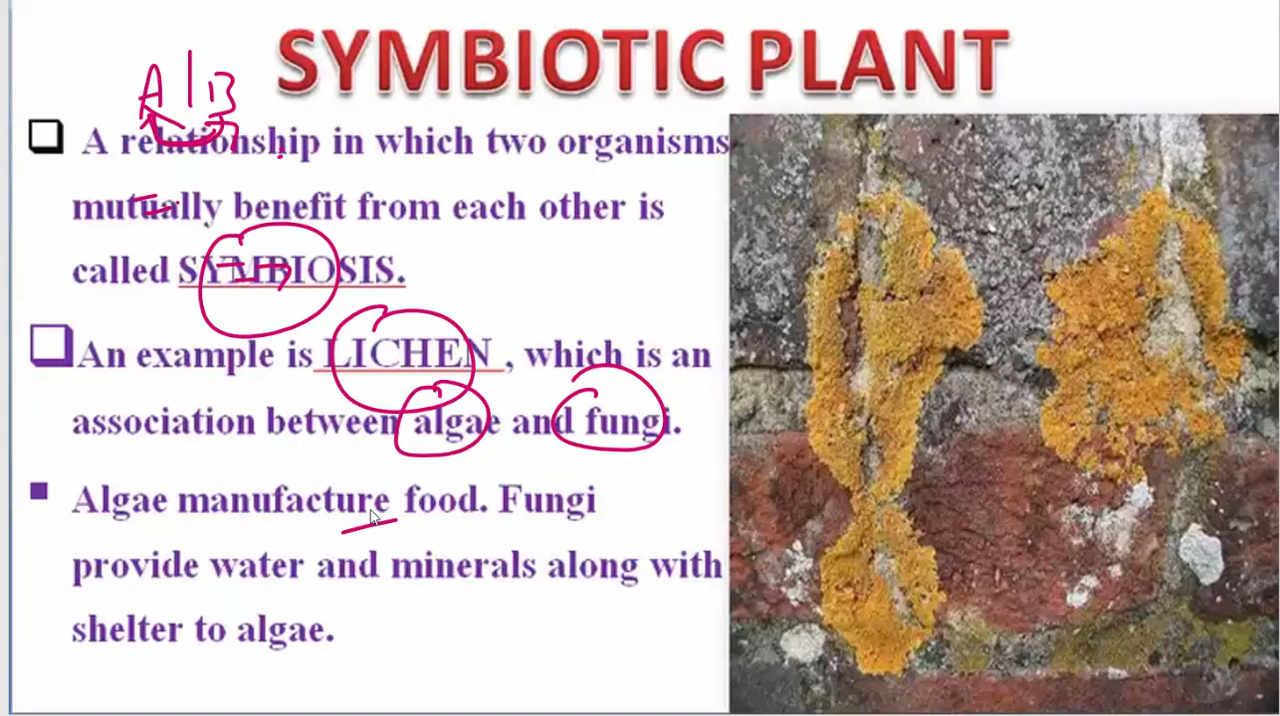 SYMBIOTIC PLANT
A | B
A relationship in which two organisms
mutually benefit from each other is
called SYMBIOSIS.
An example is LICHEN , which is an
association between algae and fungi.
Algae manufacture food. Fungi
provide water and minerals along with
shelter to algae.